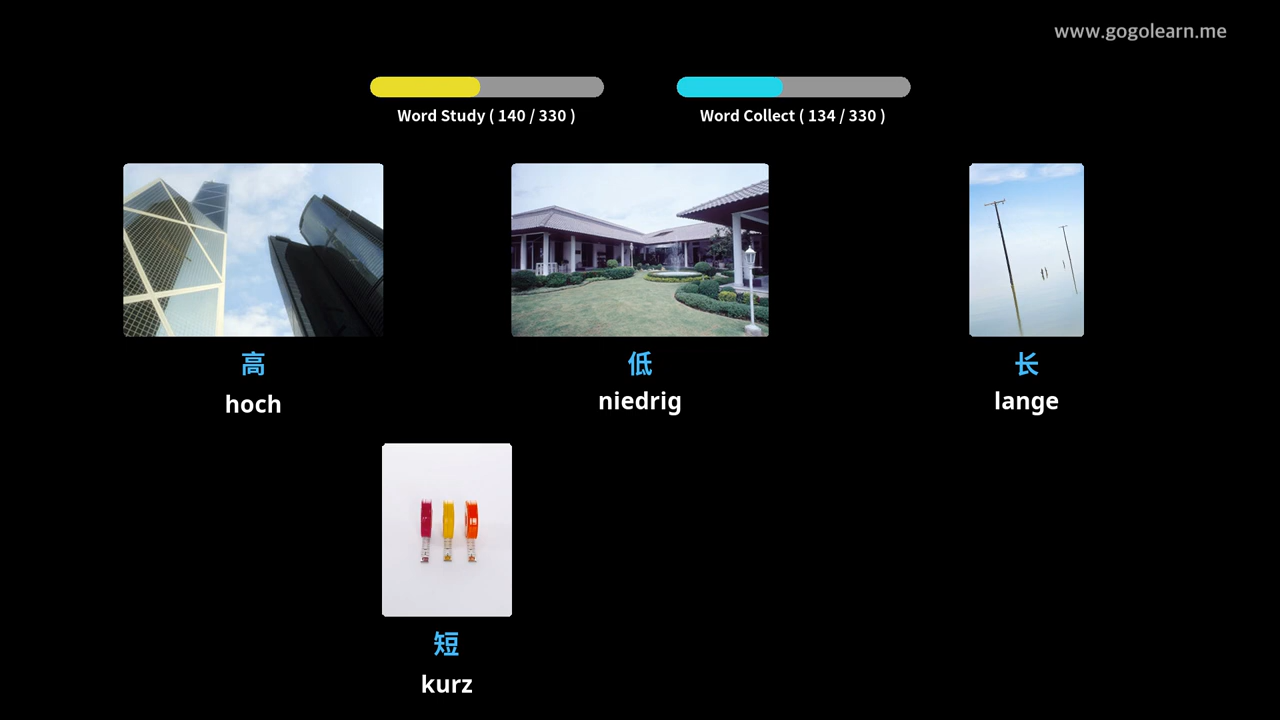 www.gogolearn.me
Word Study ( 140 / 330 )
Word Collect ( 134 / 330 )
高
hoch
低
niedrig
长
lange
短
kurz